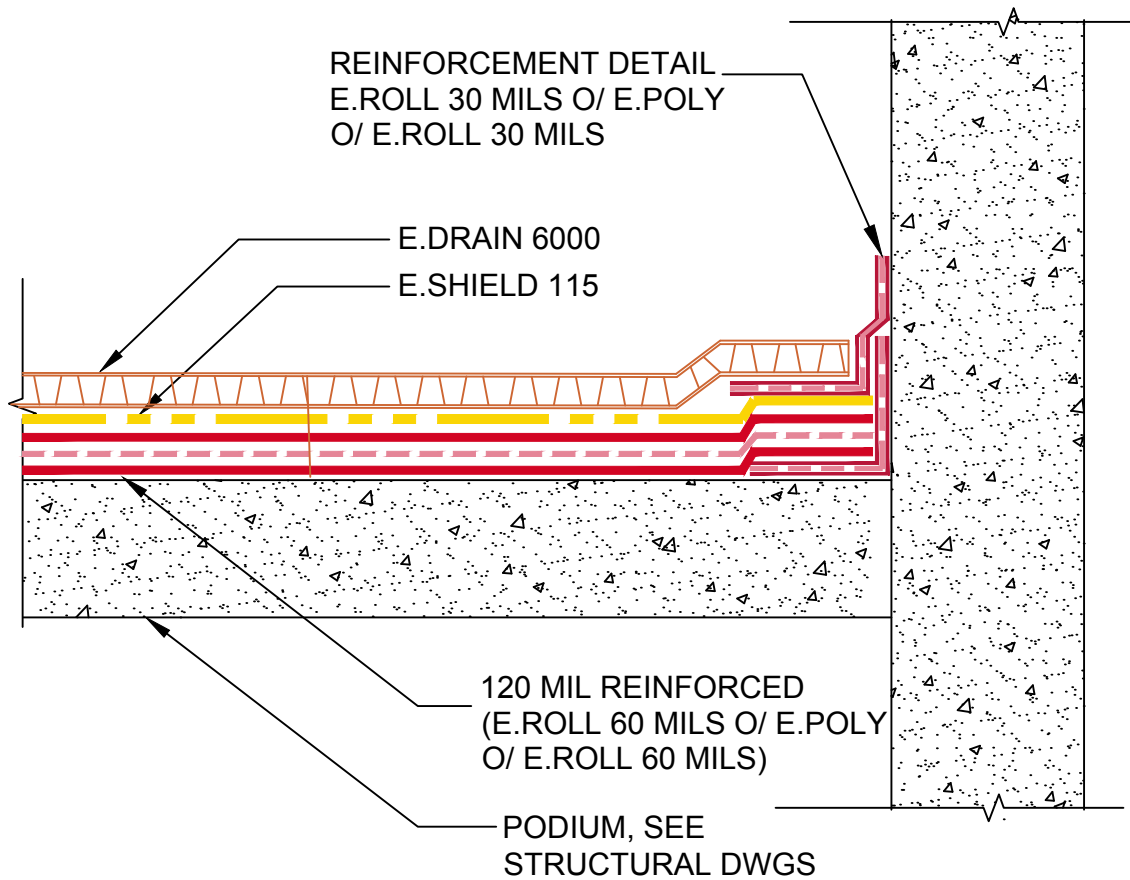 REINFORCEMENT DETAIL
E.ROLL 30 MILS O/ E.POLY
O/ E.ROLL 30 MILS
E.DRAIN 6000
E.SHIELD 115
120 MIL REINFORCED
(E.ROLL 60 MILS O/ E.POLY
O/ E.ROLL 60 MILS)
PODIUM, SEE
STRUCTURAL DWGS